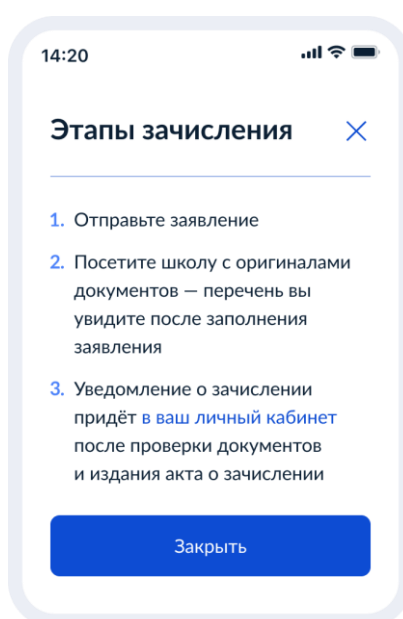 14:20
Этапы зачисления
1. Отправьте заявление
2. Посетите школу с оригиналами
документов — перечень вы
увидите после заполнения
заявления
3. Уведомление о зачислении
придёт в ваш личный кабинет
после проверки документов
и издания акта о зачислении
Закрыть